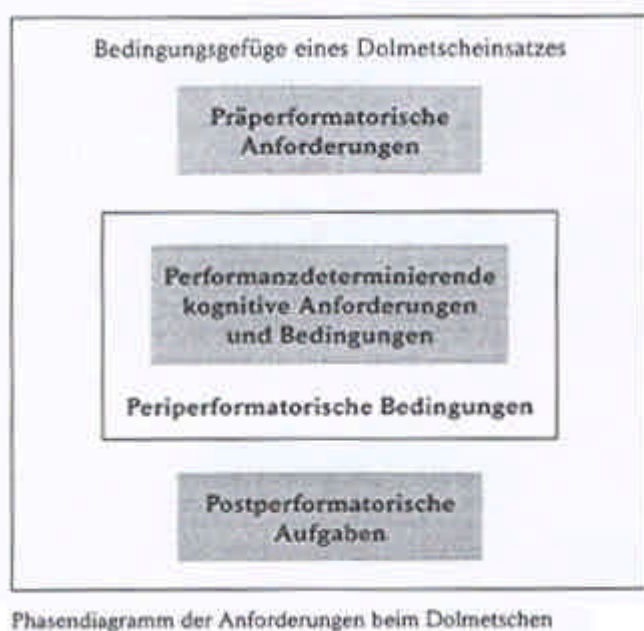 Bedingungsgefüge eines Dolmetscheinsatzes
Präperformatorische
Anforderungen
Performanzdeterminierende
kognitive Anforderungen
und Bedingungen
Periperformatorische Bedingungen
Postperformatorische
Aufgaben
Phasendiagramm der Anforderungen beim Dolmetschen